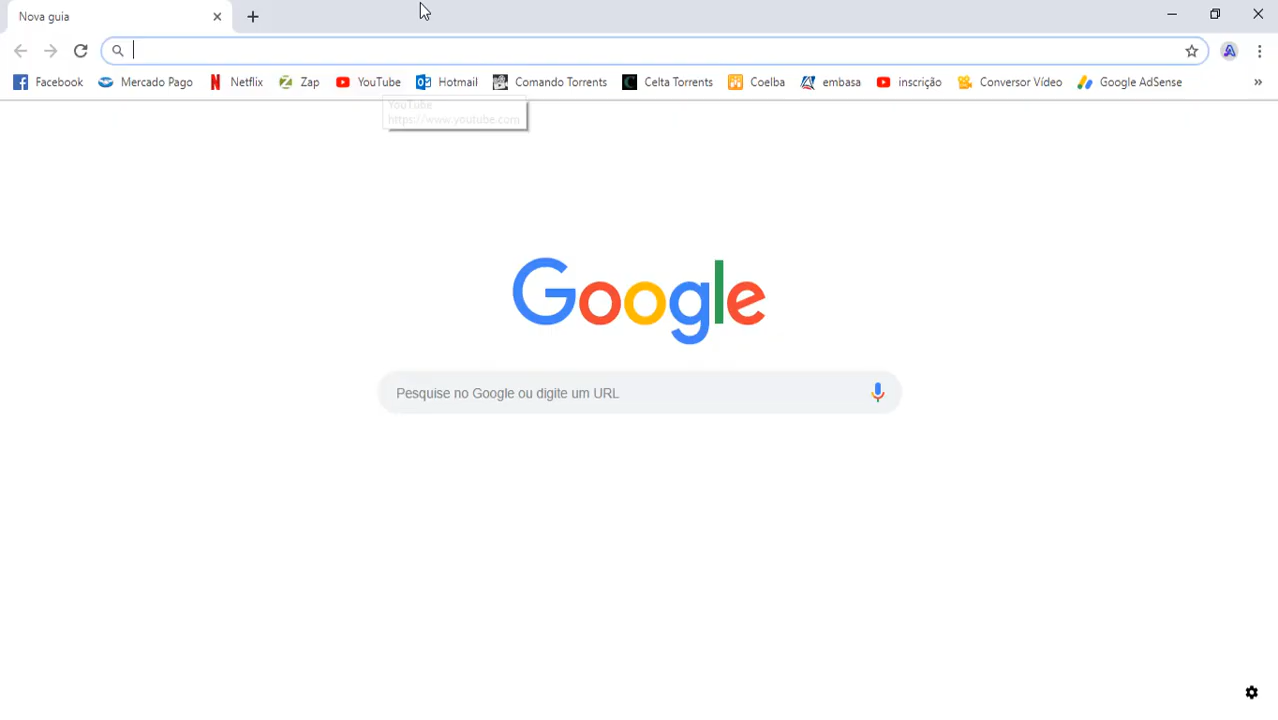 Nova guia
Facebook Mercado Pago Netflix Zap YouTube Hotmail Comando Torrents Celta Torrents Coelba embasa inscrição Conversor Vídeo Google AdSense »
YouTube
https://www.youtube.com
Google
Pesquise no Google ou digite um URL